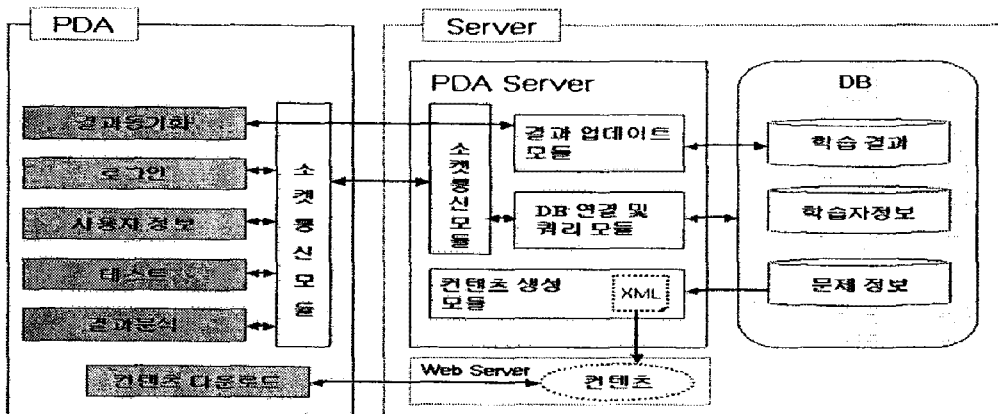 PDA
Server
결과동기화
로그인
사용자 정보
테스트
결과분석
컨텐츠 다운로드
소켓통신모듈
PDA Server
소켓통신모듈
결과 업데이트
모듈
DB 연결 및
쿼리 모듈
컨텐츠 생성
모듈
XML
Web Server
컨텐츠
DB
학습 결과
학습자정보
문제 정보